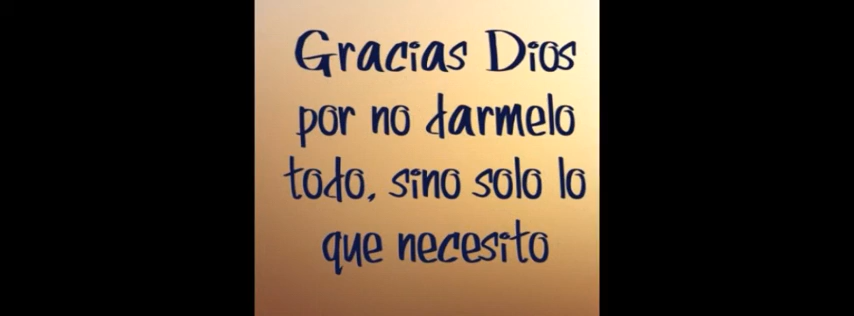 Gracias Dios
por no darmelo
todo, sino solo lo
que necesito